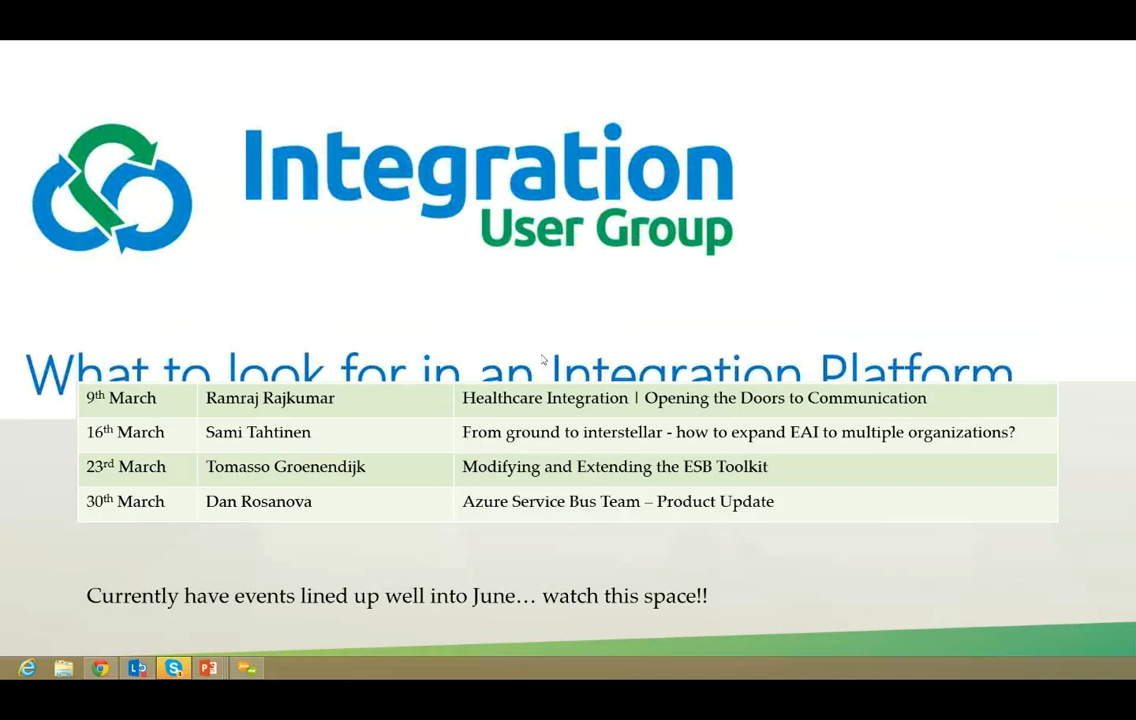 Integration
User Group
What to look for in an Integration Platform
9th March Ramraj Rajkumar Healthcare Integration | Opening the Doors to Communication
16th March Sami Tahtinen From ground to interstellar - how to expand EAI to multiple organizations?
23rd March Tomasso Groenendijk Modifying and Extending the ESB Toolkit
30th March Dan Rosanova Azure Service Bus Team – Product Update
Currently have events lined up well into June… watch this space!!